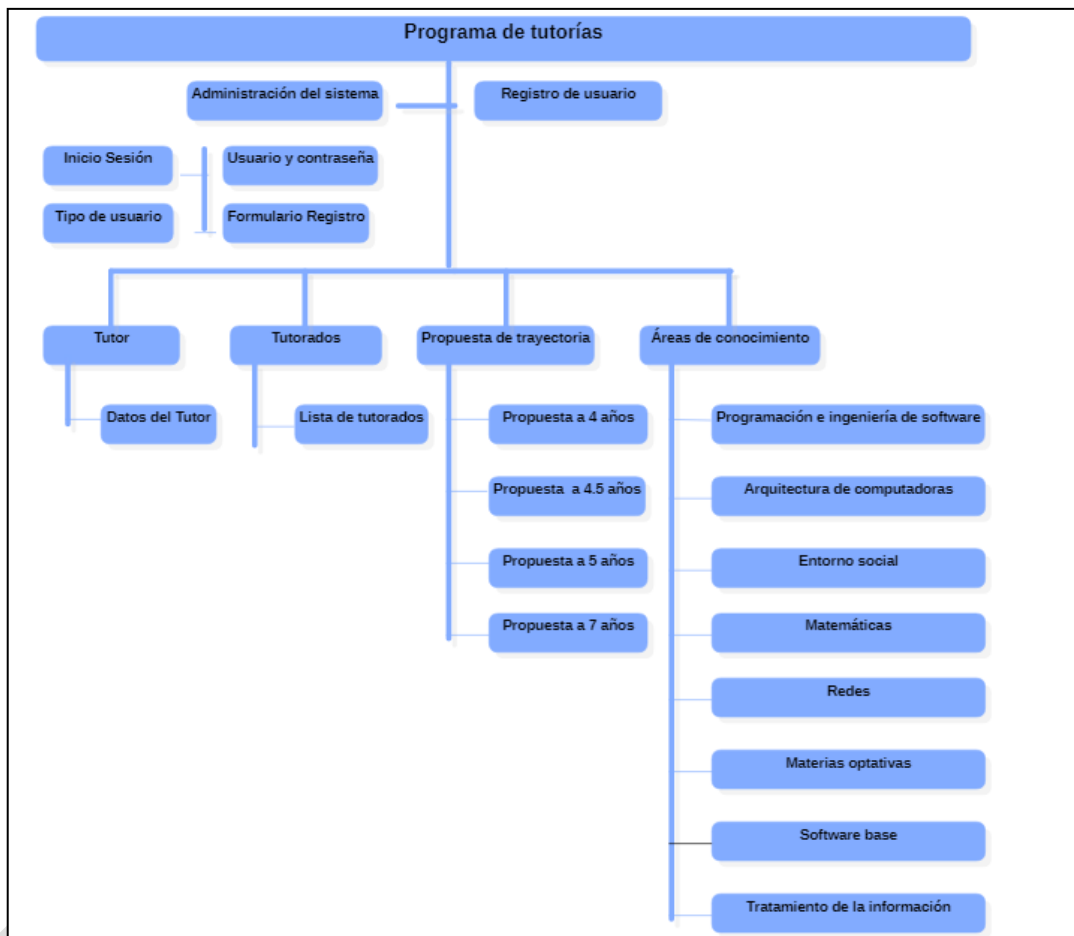 Programa de tutorías
Administración del sistema
Registro de usuario
Inicio Sesión
Usuario y contraseña
Tipo de usuario
Formulario Registro
Tutor
Tutorados
Propuesta de trayectoria
Áreas de conocimiento
Datos del Tutor
Lista de tutorados
Propuesta a 4 años
Programación e ingeniería de software
Propuesta  a 4.5 años
Arquitectura de computadoras
Propuesta a 5 años
Entorno social
Propuesta a 7 años
Matemáticas
Redes
Materias optativas
Software base
Tratamiento de la información